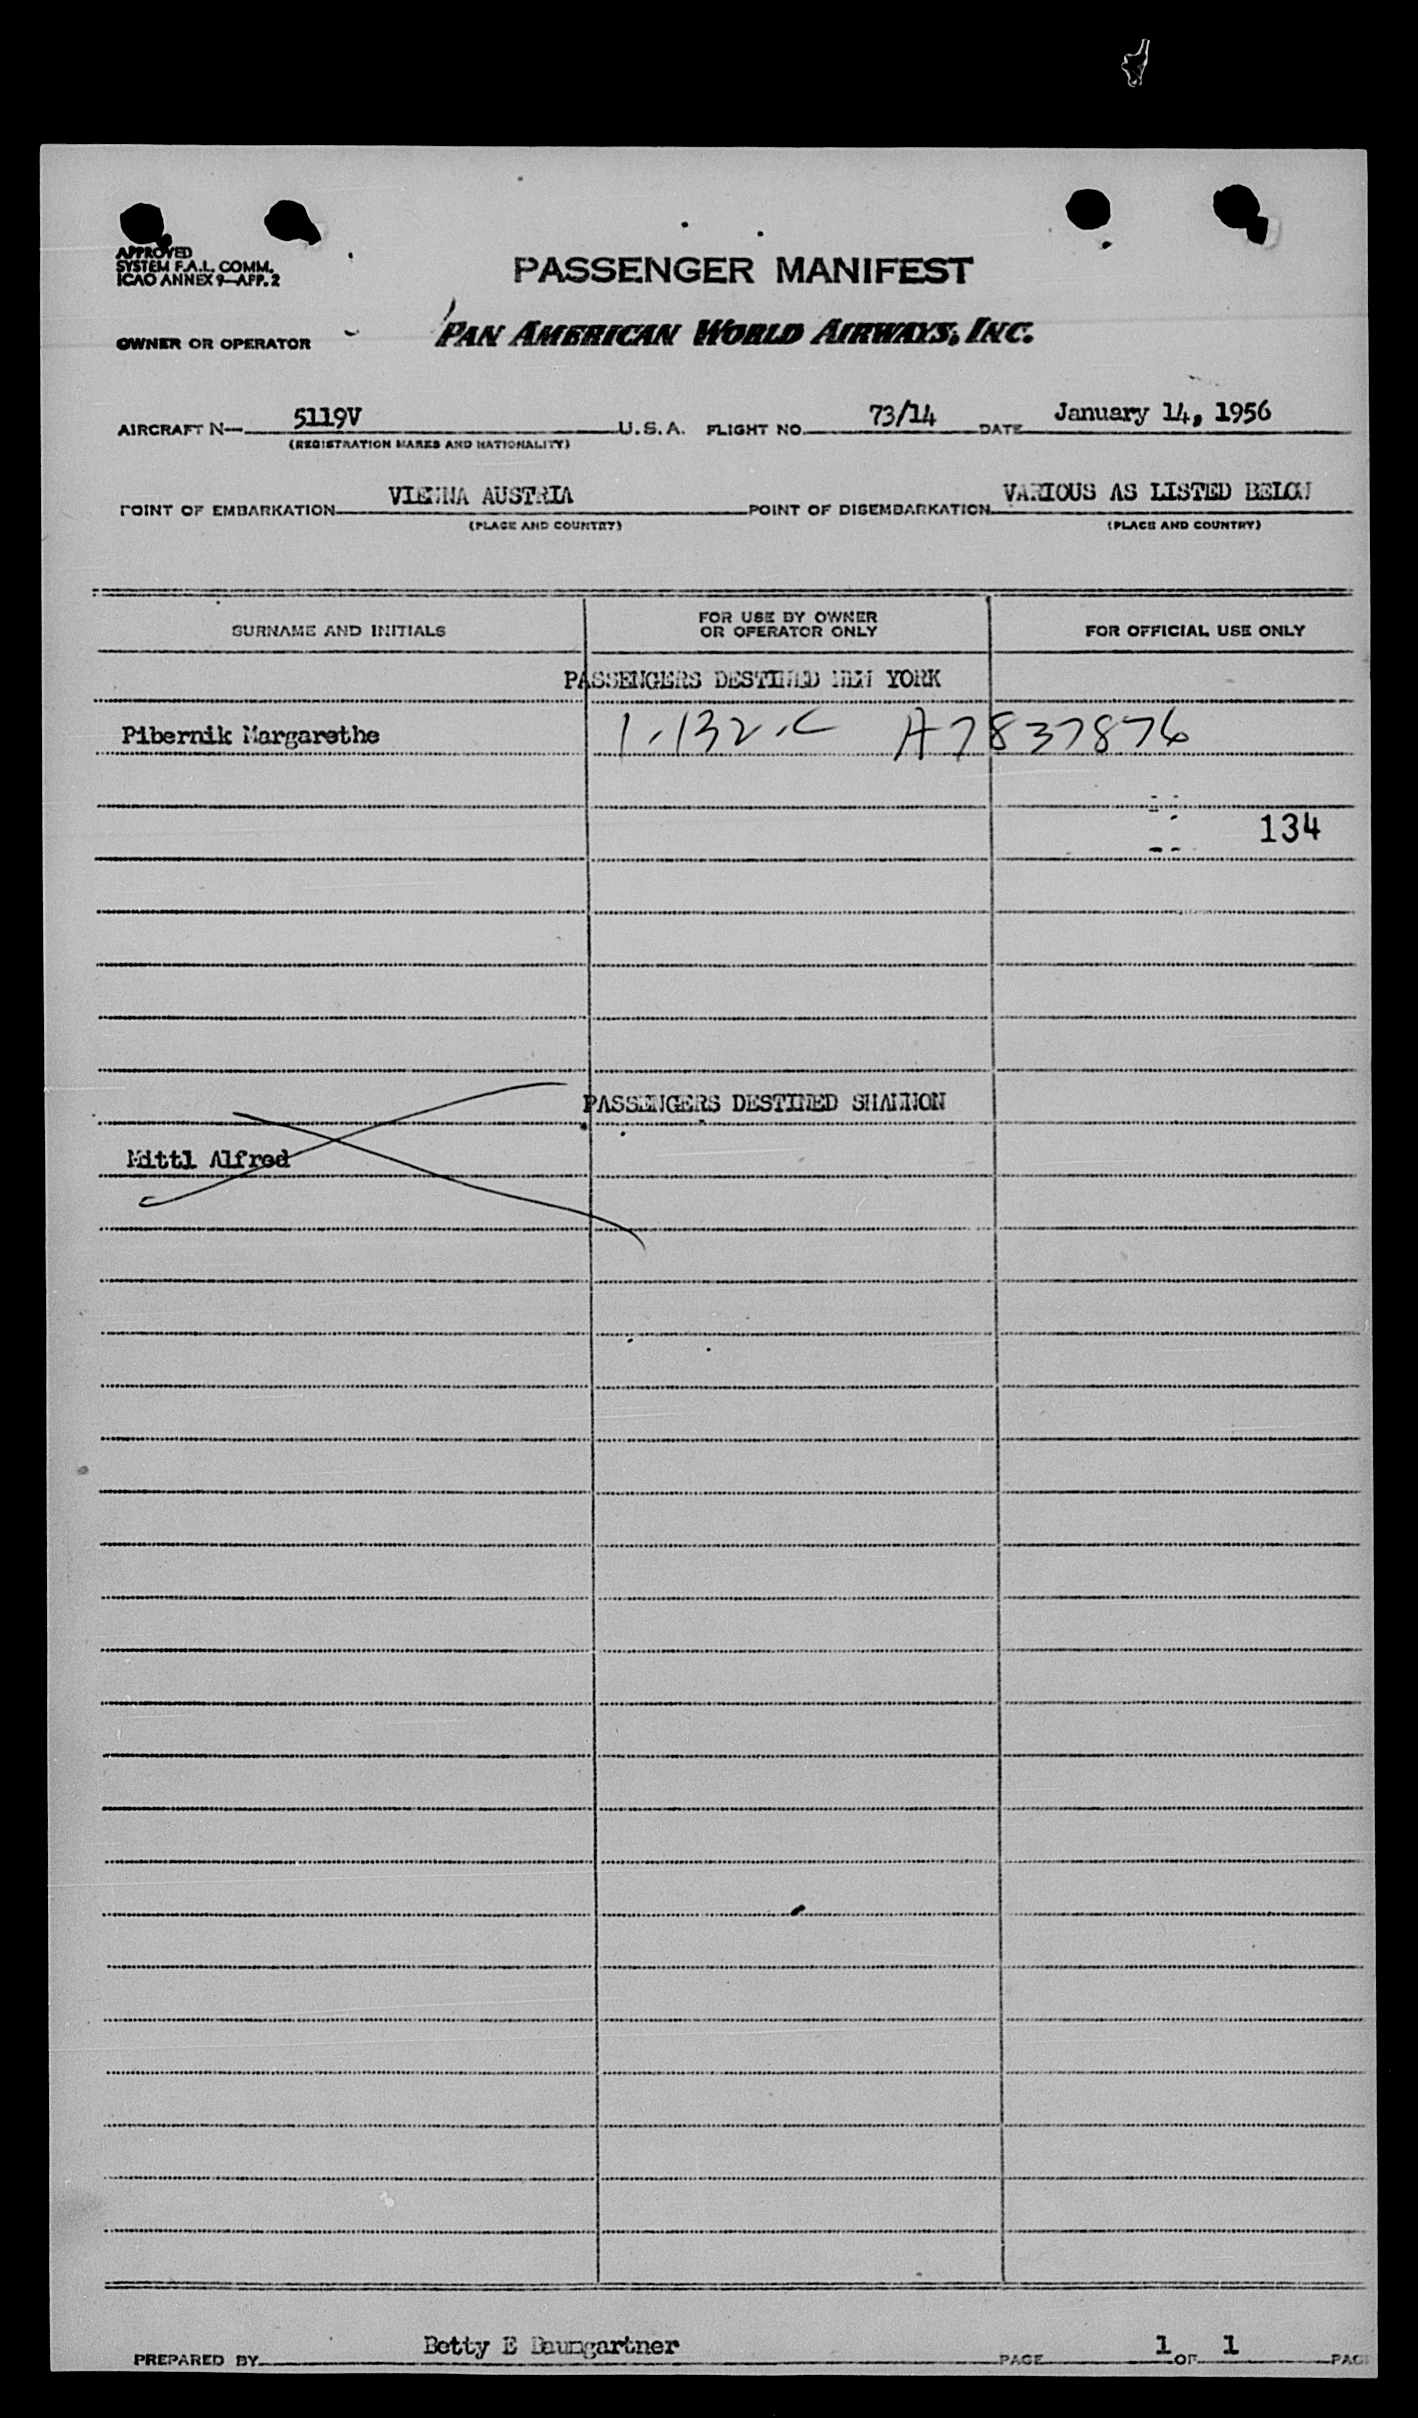 APPROVED
SYSTEM F.A.L. COMM.
ICAO ANNEX 9—APP. 2
PASSENGER MANIFEST
OWNER OR OPERATOR
PAN AMERICAN WORLD AIRWAYS, INC.
AIRCRAFT N— 5119V U.S.A. FLIGHT NO. 73/14 DATE January 14, 1956
(REGISTRATION MARKS AND NATIONALITY)
POINT OF EMBARKATION VIENNA AUSTRIA POINT OF DISEMBARKATION VARIOUS AS LISTED BELOW
(PLACE AND COUNTRY) (PLACE AND COUNTRY)
SURNAME AND INITIALS
FOR USE BY OWNER
OR OPERATOR ONLY
FOR OFFICIAL USE ONLY
PASSENGERS DESTINED NEW YORK
Pibernik Margarethe 1-132-C A7837876
134
PASSENGERS DESTINED SHANNON
Mittl Alfred
PREPARED BY Betty E Baumgartner PAGE 1 OF 1 PAG